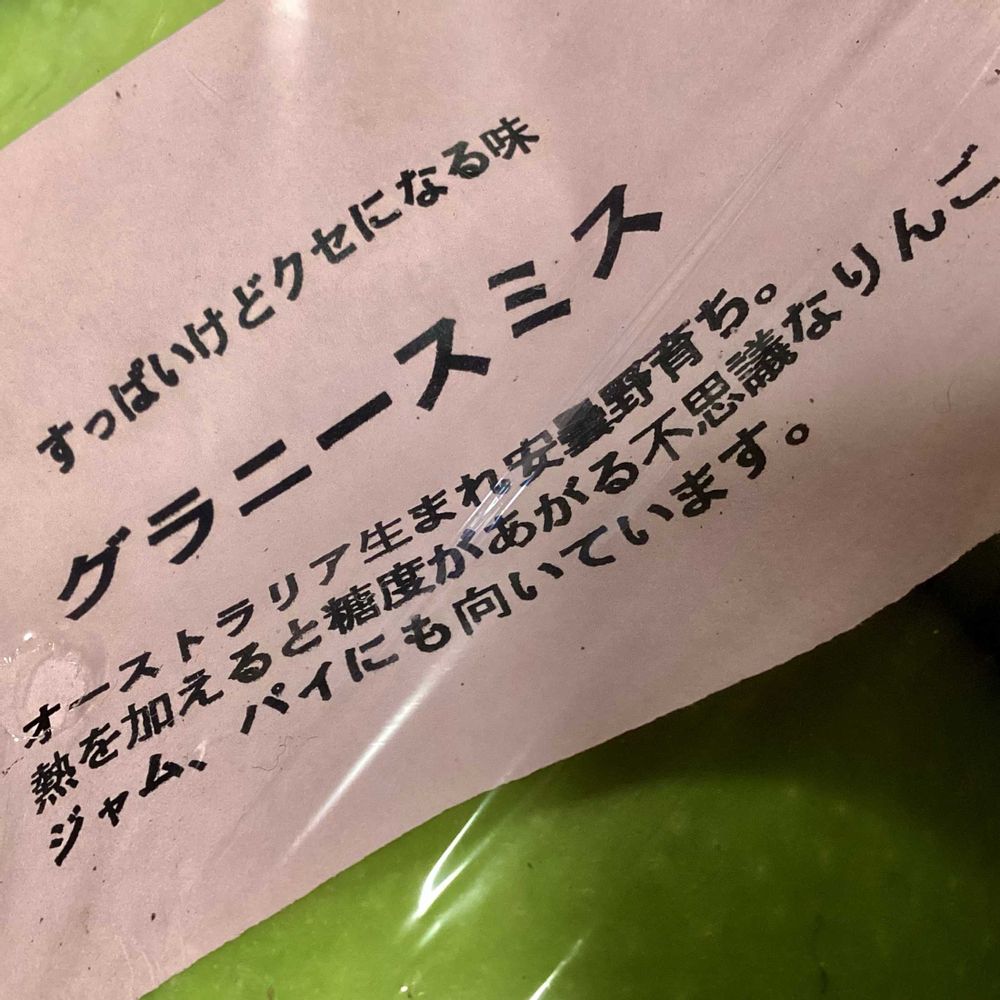 すっぱいけどクセになる味
グラニースミス
オーストラリア生まれ安曇野育ち。
熱を加えると糖度があがる不思議なりんご
ジャム、パイにも向いています。